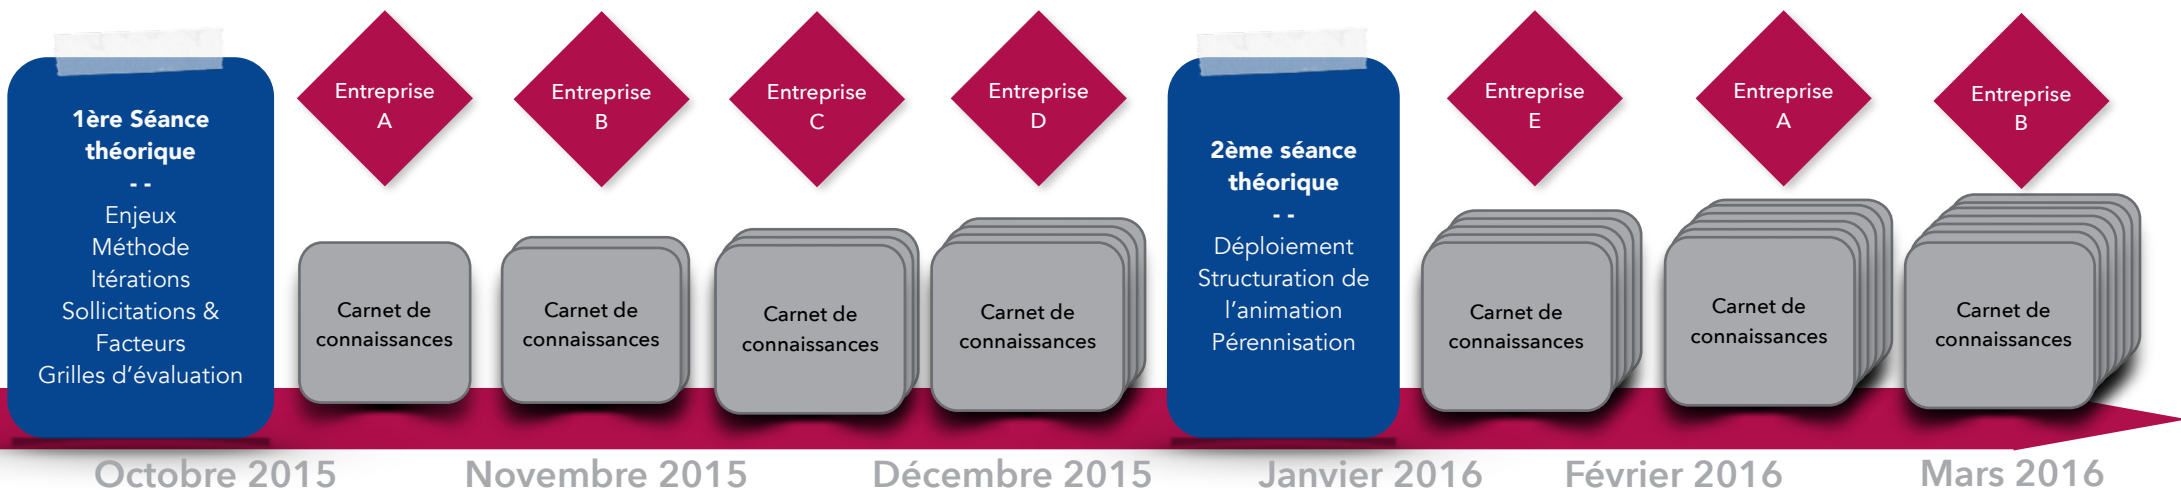 1ère Séance
théorique
- -
Enjeux
Méthode
Itérations
Sollicitations &
Facteurs
Grilles d’évaluation
Entreprise
A
Carnet de
connaissances
Entreprise
B
Carnet de
connaissances
Entreprise
C
Carnet de
connaissances
Entreprise
D
Carnet de
connaissances
2ème séance
théorique
- -
Déploiement
Structuration de
l’animation
Pérennisation
Entreprise
E
Carnet de
connaissances
Entreprise
A
Carnet de
connaissances
Entreprise
B
Carnet de
connaissances
Octobre 2015
Novembre 2015
Décembre 2015
Janvier 2016
Février 2016
Mars 2016